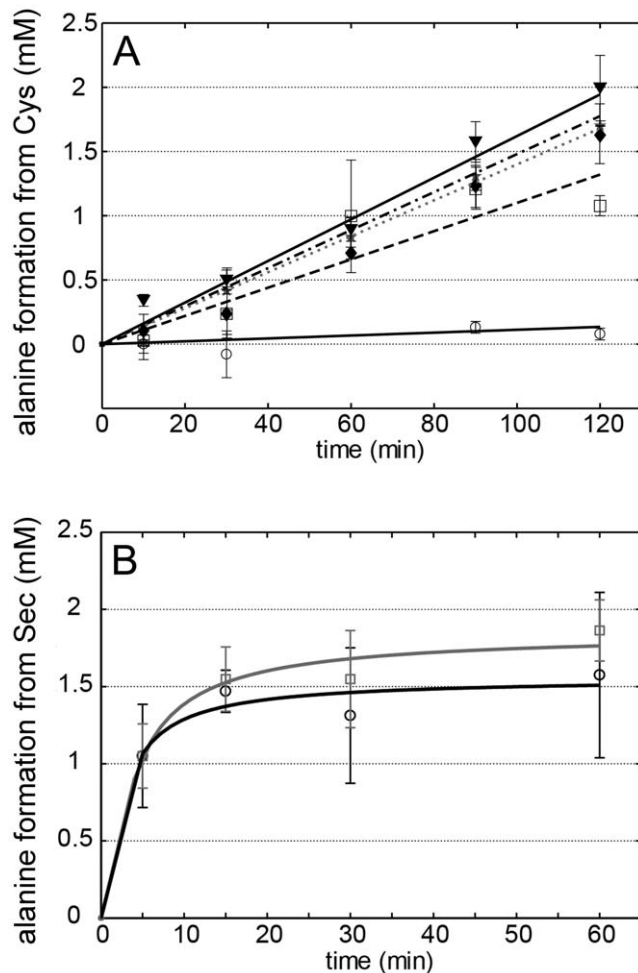 A
alanine formation from Cys (mM)
2.5
2
1.5
1
0.5
0
0 20 40 60 80 100 120
time (min)
B
alanine formation from Sec (mM)
2.5
2
1.5
1
0.5
0
0 10 20 30 40 50 60
time (min)